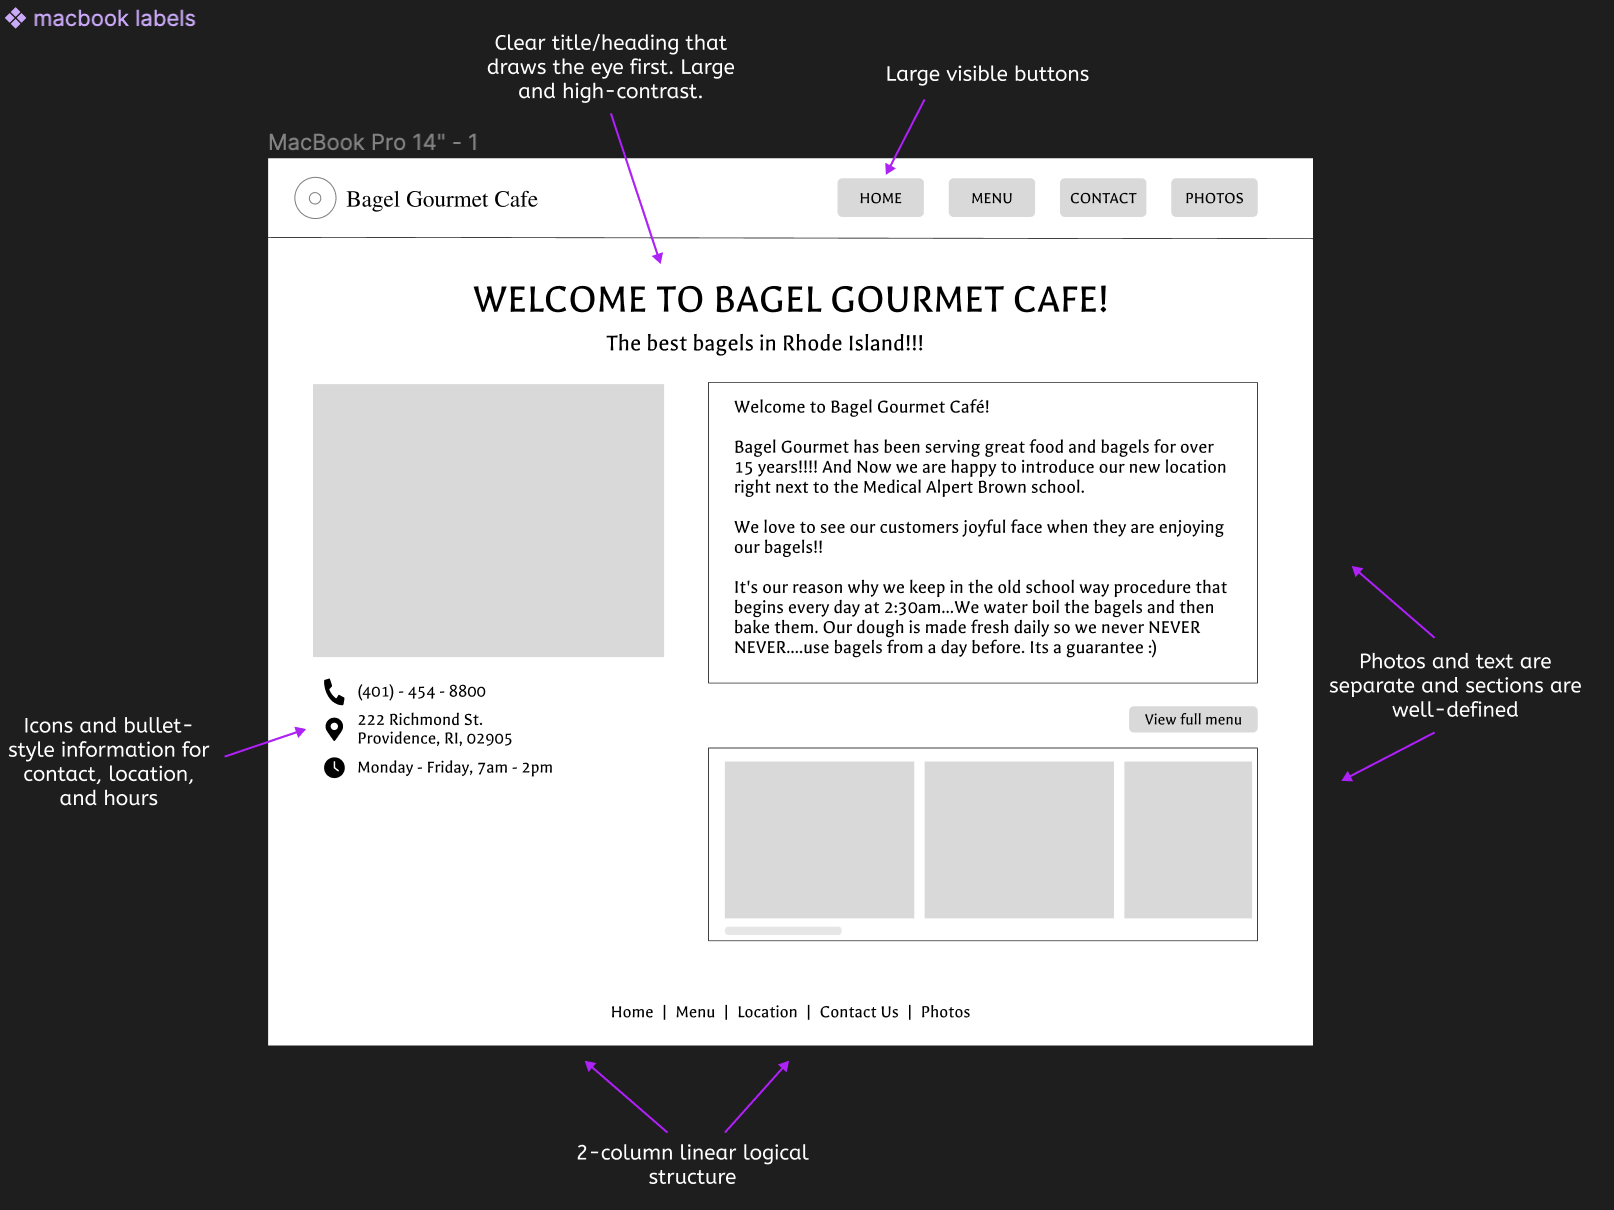 macbook labels
Clear title/heading that
draws the eye first. Large
and high-contrast.
Large visible buttons
MacBook Pro 14" - 1
Bagel Gourmet Cafe
HOME
MENU
CONTACT
PHOTOS
WELCOME TO BAGEL GOURMET CAFE!
The best bagels in Rhode Island!!!
Welcome to Bagel Gourmet Café!
Bagel Gourmet has been serving great food and bagels for over
15 years!!!! And Now we are happy to introduce our new location
right next to the Medical Alpert Brown school.
We love to see our customers joyful face when they are enjoying
our bagels!!
It's our reason why we keep in the old school way procedure that
begins every day at 2:30am...We water boil the bagels and then
bake them. Our dough is made fresh daily so we never NEVER
NEVER....use bagels from a day before. Its a guarantee :)
(401) - 454 - 8800
222 Richmond St.
Providence, RI, 02905
Monday - Friday, 7am - 2pm
Icons and bullet-
style information for
contact, location,
and hours
View full menu
Photos and text are
separate and sections are
well-defined
Home | Menu | Location | Contact Us | Photos
2-column linear logical
structure